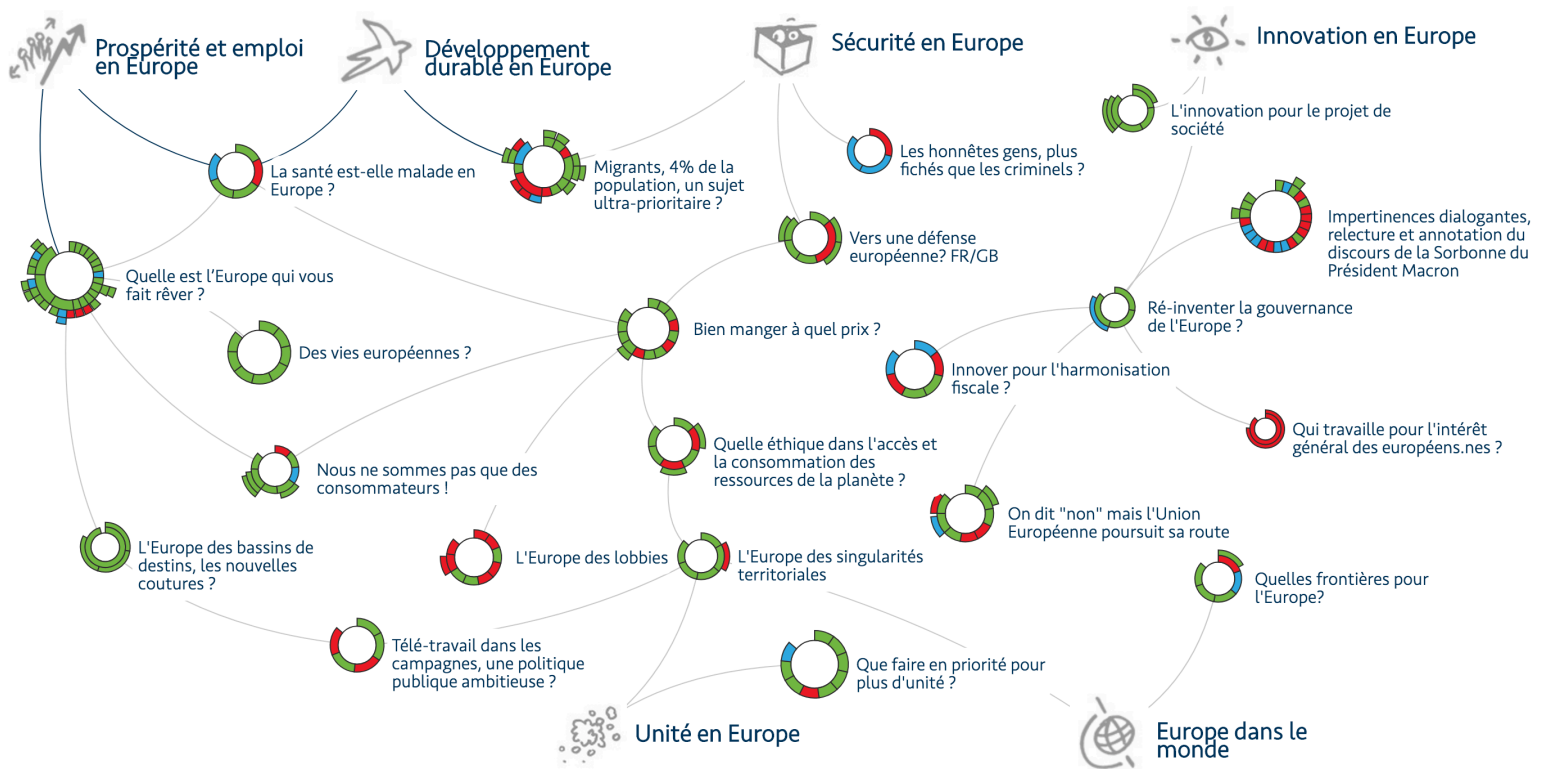 Prospérité et emploi
en Europe
Développement
durable en Europe
Sécurité en Europe
Innovation en Europe
L'innovation pour le projet de
société
Les honnêtes gens, plus
fichés que les criminels ?
La santé est-elle malade en
Europe ?
Migrants, 4% de la
population, un sujet
ultra-prioritaire ?
Impertinences dialogantes,
relecture et annotation du
discours de la Sorbonne du
Président Macron
Vers une défense
européenne? FR/GB
Quelle est l’Europe qui vous
fait rêver ?
Ré-inventer la gouvernance
de l'Europe ?
Bien manger à quel prix ?
Des vies européennes ?
Innover pour l'harmonisation
fiscale ?
Qui travaille pour l'intérêt
général des européens.nes ?
Quelle éthique dans l'accès et
la consommation des
ressources de la planète ?
Nous ne sommes pas que des
consommateurs !
On dit "non" mais l'Union
Européenne poursuit sa route
L'Europe des bassins de
destins, les nouvelles
coutures ?
L'Europe des lobbies
L'Europe des singularités
territoriales
Quelles frontières pour
l'Europe?
Télé-travail dans les
campagnes, une politique
publique ambitieuse ?
Que faire en priorité pour
plus d'unité ?
Unité en Europe
Europe dans le
monde